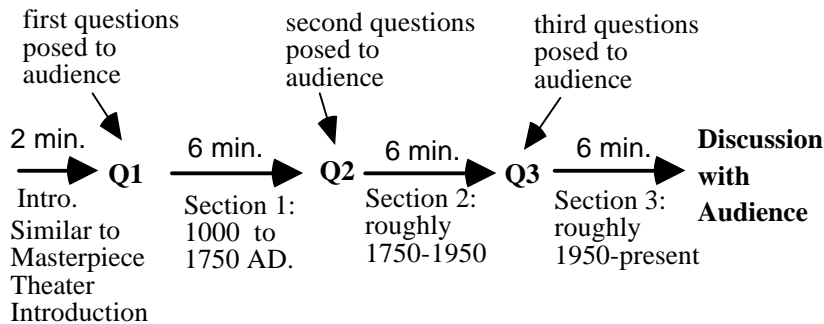 first questions
posed to
audience
second questions
posed to
audience
third questions
posed to
audience
2 min.
Q1
6 min.
Q2
6 min.
Q3
6 min.
Discussion
with
Audience
Intro.
Similar to
Masterpiece
Theater
Introduction
Section 1:
1000 to
1750 AD.
Section 2:
roughly
1750-1950
Section 3:
roughly
1950-present